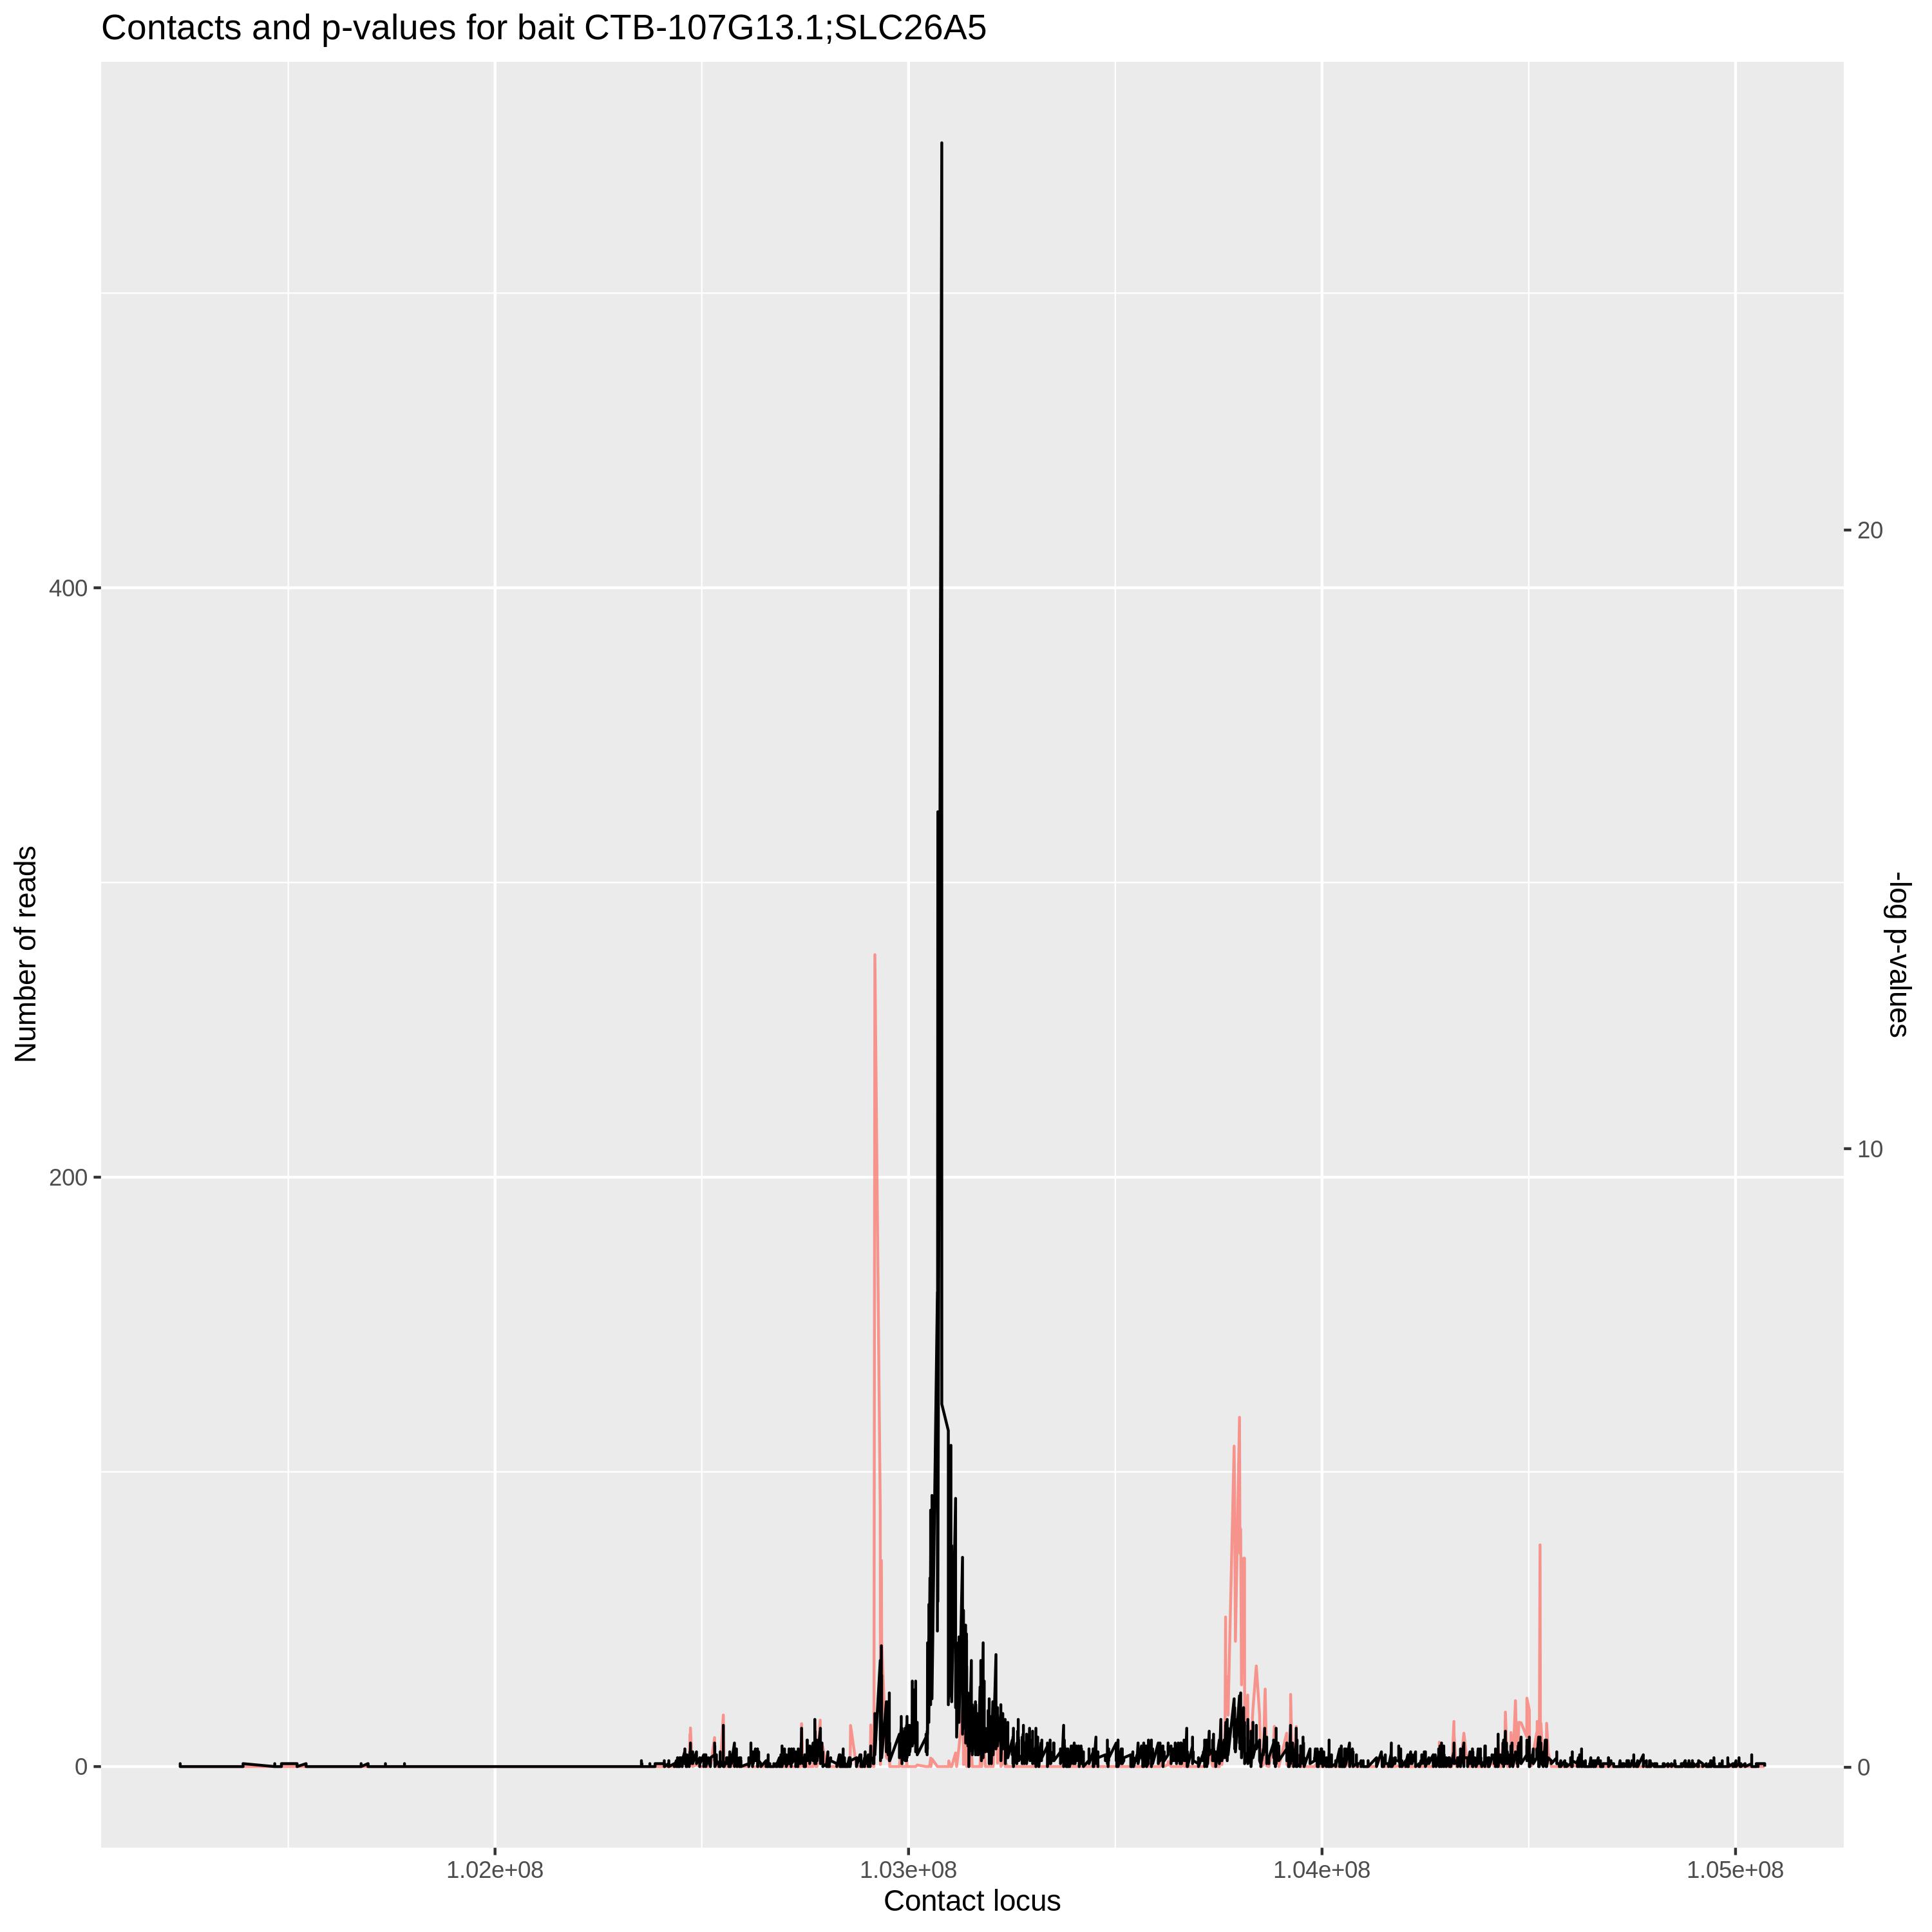 Contacts and p-values for bait CTB-107G13.1;SLC26A5
Number of reads
400
200
0
-log p-values
20
10
0
1.02e+08
1.03e+08
1.04e+08
1.05e+08
Contact locus